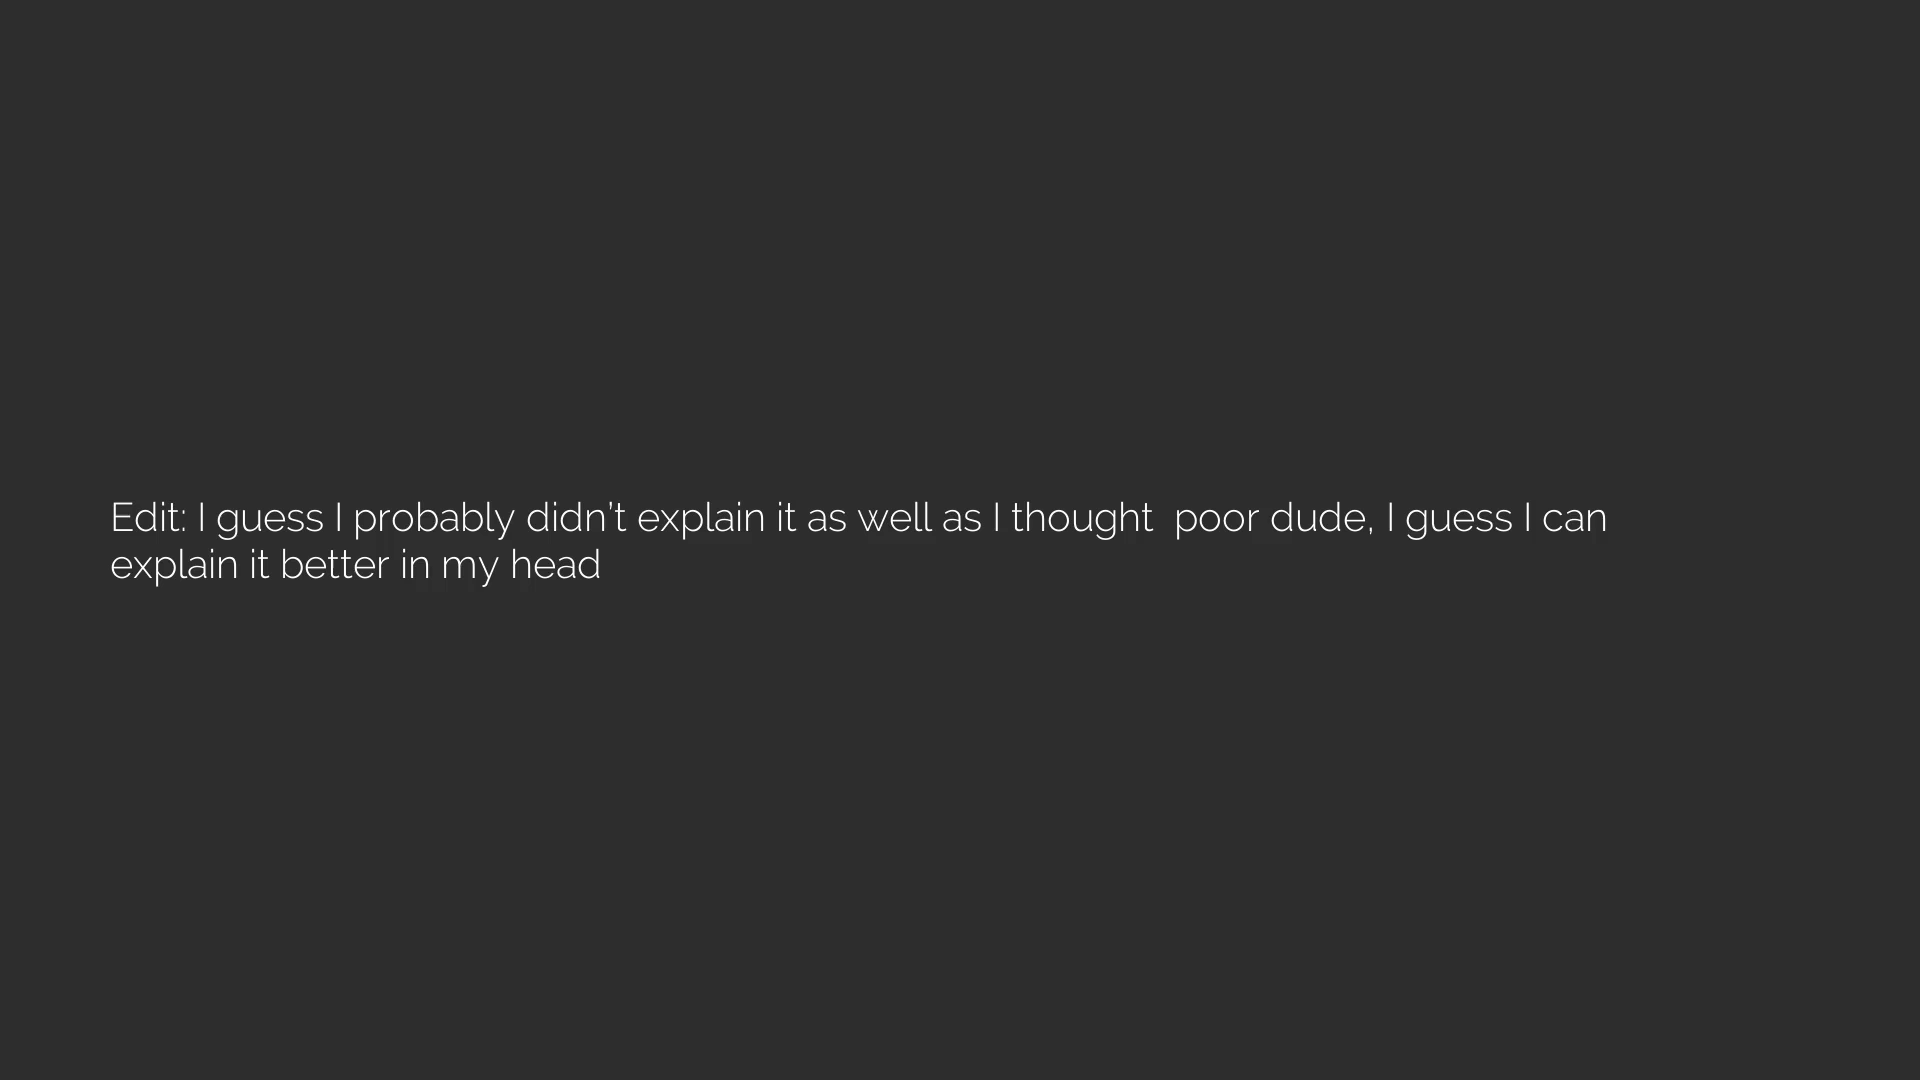 Edit: I guess I probably didn’t explain it as well as I thought  poor dude, I guess I can
explain it better in my head